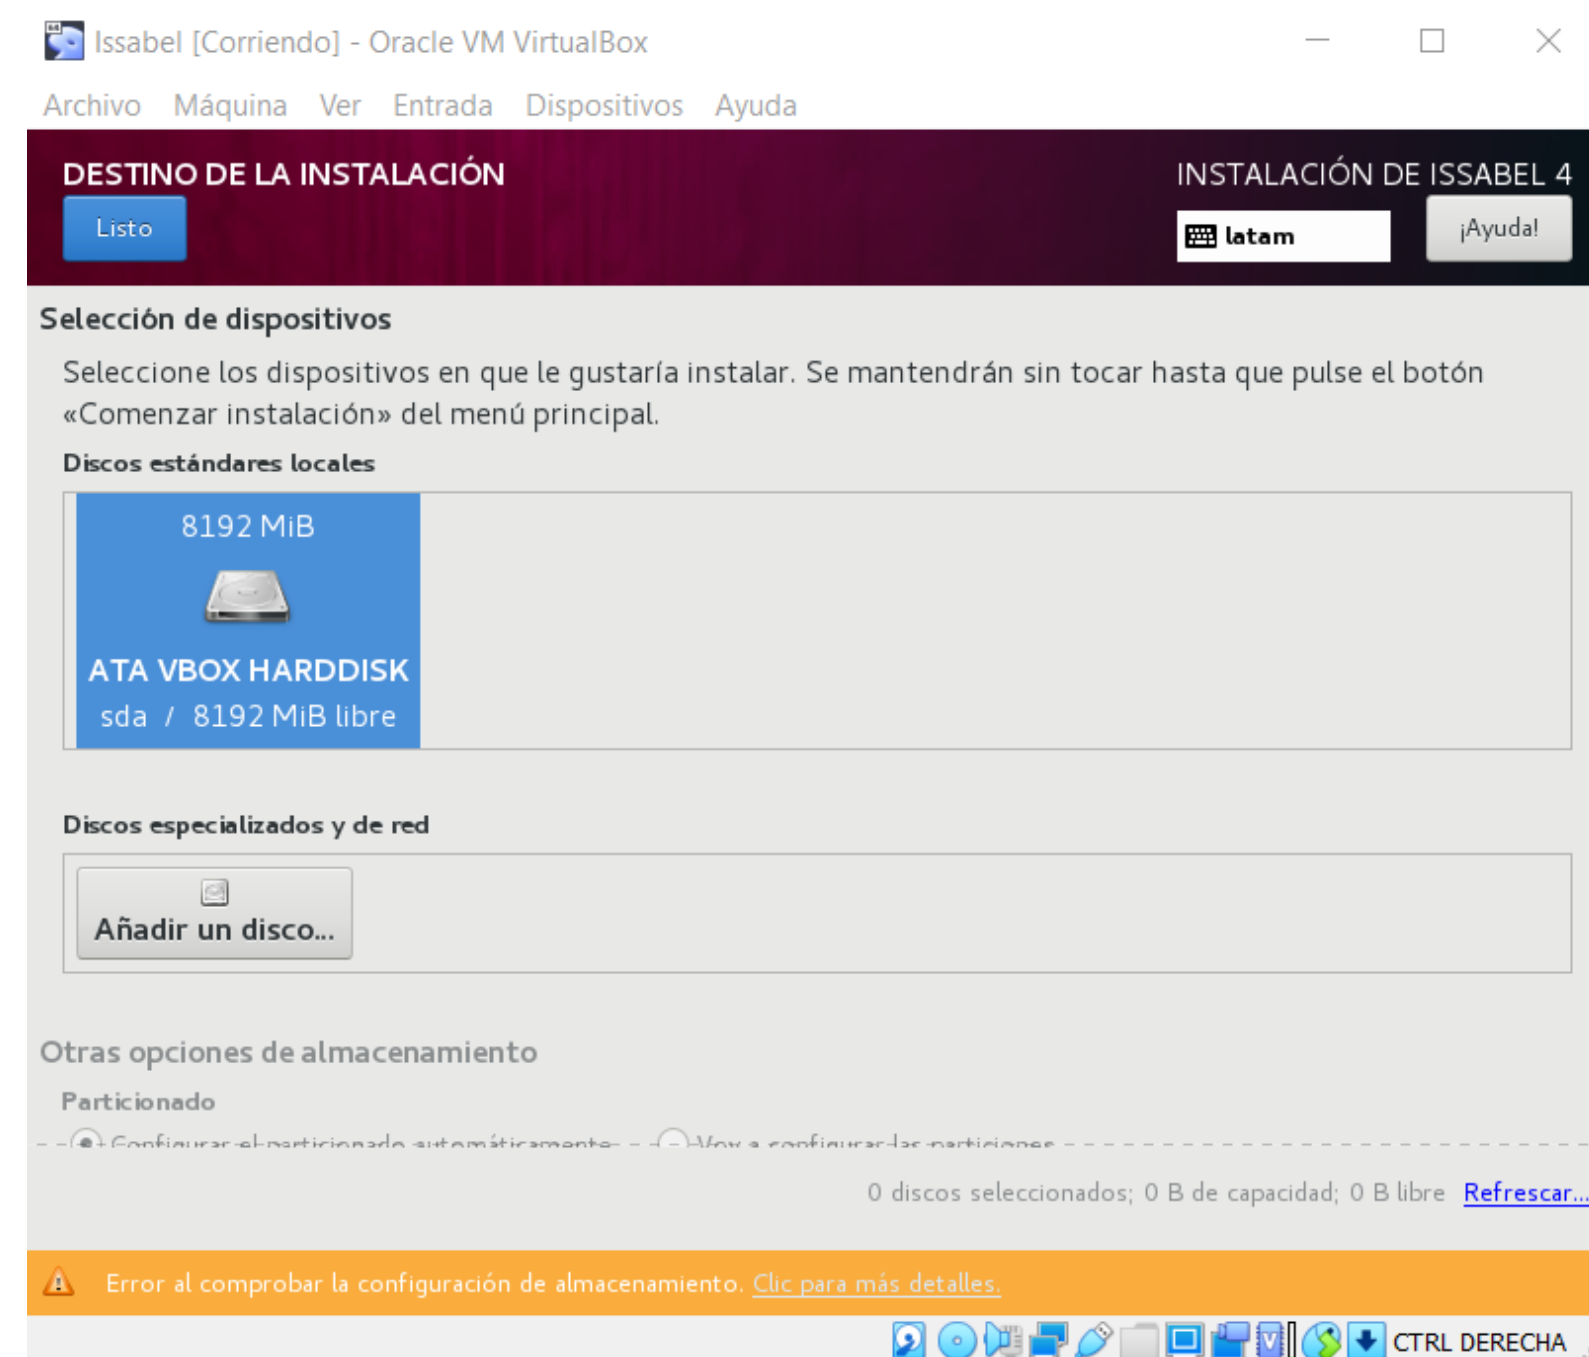 Issabel [Corriendo] - Oracle VM VirtualBox
Archivo Máquina Ver Entrada Dispositivos Ayuda
DESTINO DE LA INSTALACIÓN
INSTALACIÓN DE ISSABEL 4
Listo
latam
¡Ayuda!
Selección de dispositivos
Seleccione los dispositivos en que le gustaría instalar. Se mantendrán sin tocar hasta que pulse el botón
«Comenzar instalación» del menú principal.
Discos estándares locales
8192 MiB
ATA VBOX HARDDISK
sda / 8192 MiB libre
Discos especializados y de red
Añadir un disco...
Otras opciones de almacenamiento
Particionado
Configurar el particionado automáticamente Voy a configurar las particiones
0 discos seleccionados; 0 B de capacidad; 0 B libre Refrescar...
Error al comprobar la configuración de almacenamiento. Clic para más detalles.
CTRL DERECHA